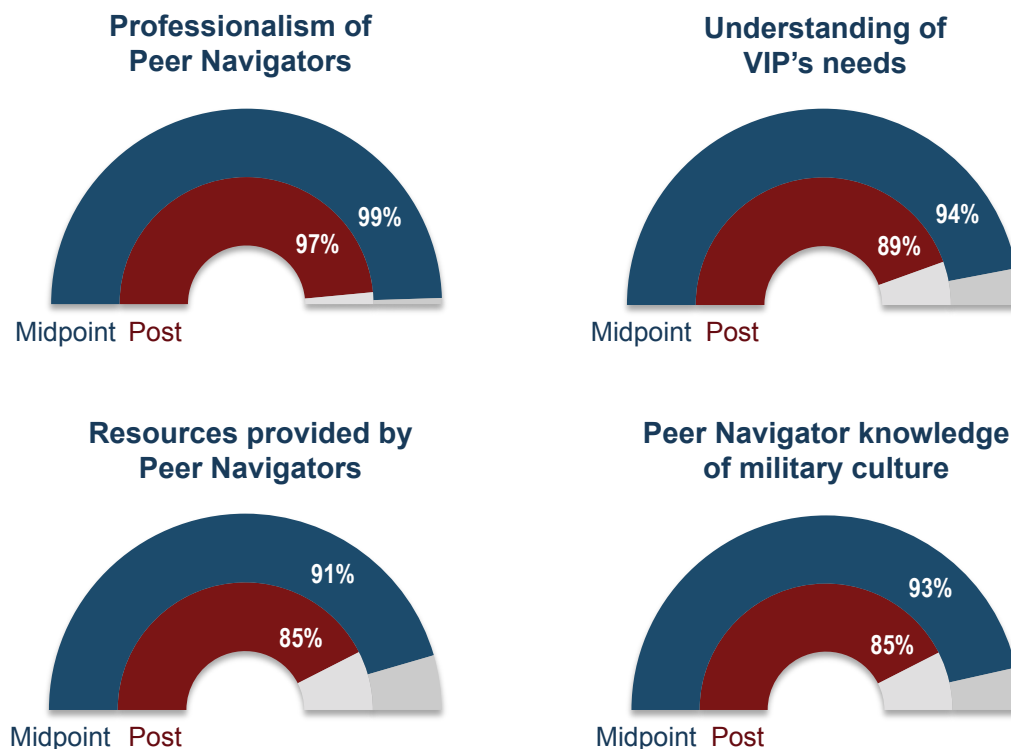 Professionalism of
Peer Navigators
99%
97%
Midpoint Post
Understanding of
VIP's needs
94%
89%
Midpoint Post
Resources provided by
Peer Navigators
91%
85%
Midpoint Post
Peer Navigator knowledge
of military culture
93%
85%
Midpoint Post